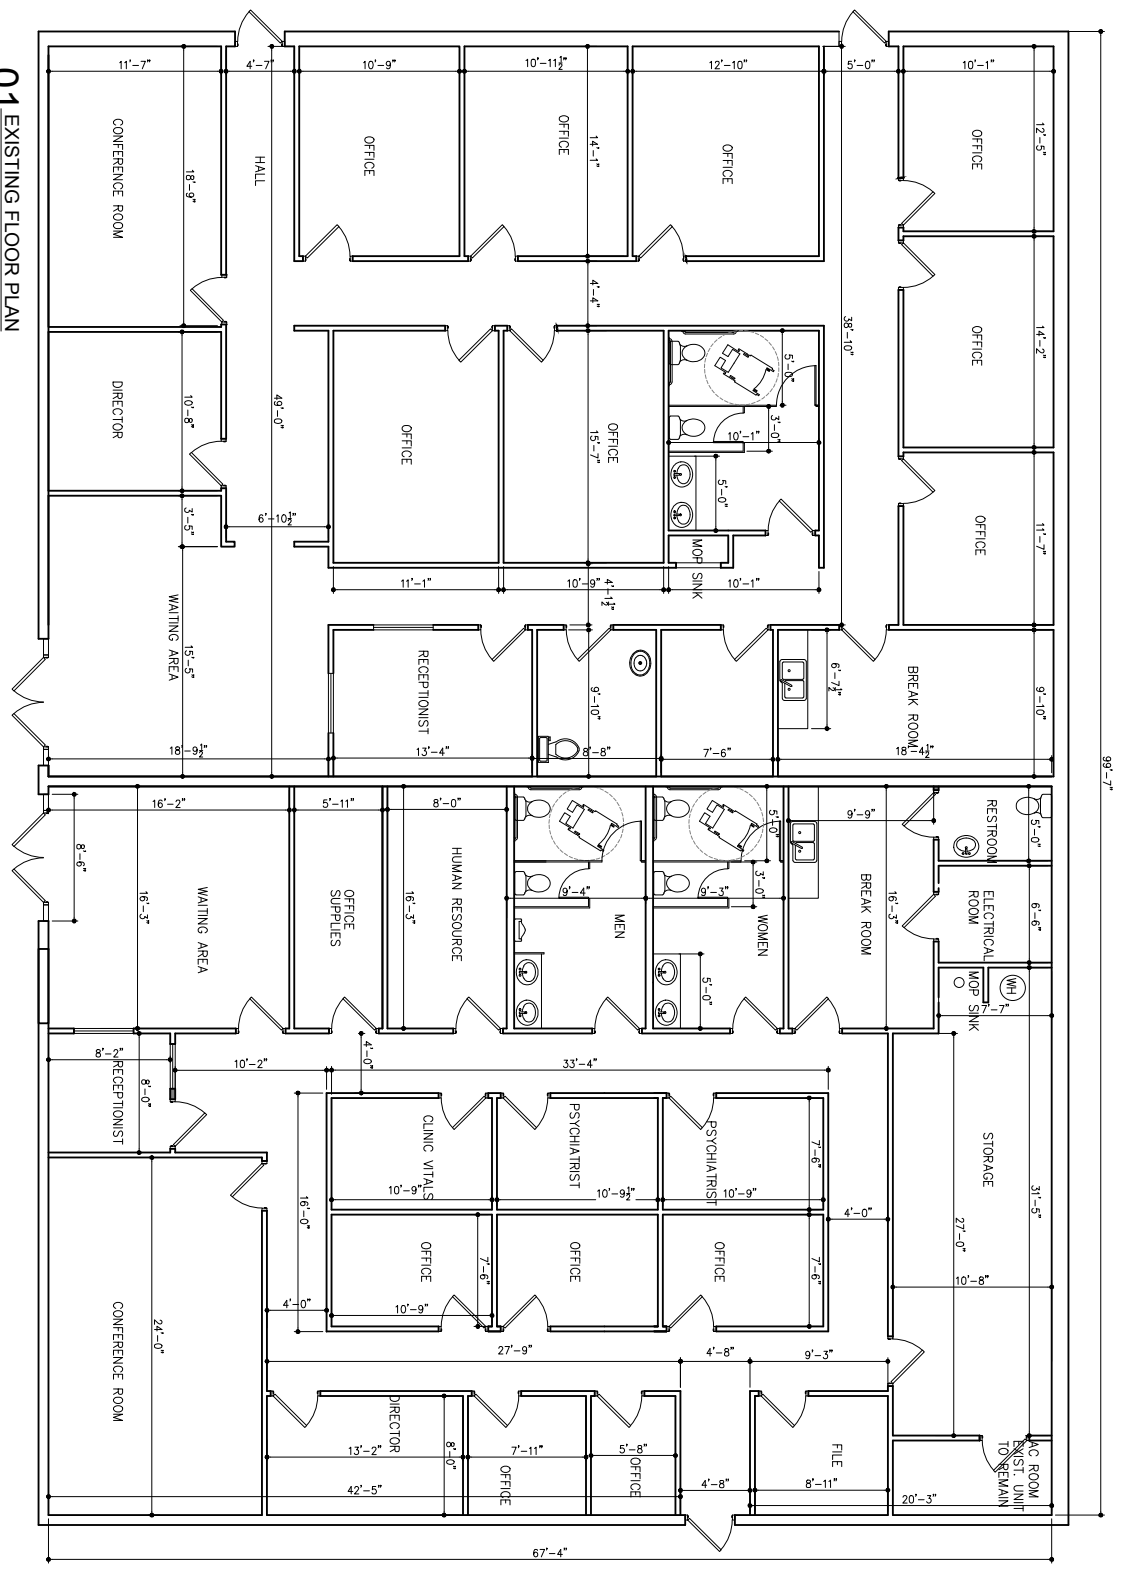 01 EXISTING FLOOR PLAN
11'-7"
4'-7"
10'-9"
10'-11½"
12'-10"
5'-0"
10'-1"
CONFERENCE ROOM
18'-9"
HALL
OFFICE
OFFICE
14'-1"
OFFICE
OFFICE
12'-5"
4'-4"
38'-10"
OFFICE
14'-2"
DIRECTOR
10'-8"
49'-0"
OFFICE
OFFICE
15'-7"
5'-0"
3'-0"
10'-1"
5'-0"
OFFICE
11'-7"
3'-5"
6'-10½"
MOP SINK
11'-1"
10'-9"
4'-1½"
10'-1"
WAITING AREA
15'-5"
RECEPTIONIST
9'-10"
6'-7½"
BREAK ROOM
9'-10"
18'-9½"
13'-4"
8'-8"
7'-6"
18'-4½"
99'-7"
16'-2"
5'-11"
8'-0"
5'-0"
9'-9"
RESTROOM
5'-0"
8'-6"
16'-3"
WAITING AREA
OFFICE
SUPPLIES
16'-3"
HUMAN RESOURCE
9'-4"
MEN
3'-0"
9'-3"
WOMEN
5'-0"
BREAK ROOM
16'-3"
ELECTRICAL
ROOM
6'-6"
MOP SINK
WH
7'-7"
8'-2"
RECEPTIONIST
8'-0"
10'-2"
4'-0"
33'-4"
CLINIC VITALS
PSYCHIATRIST
PSYCHIATRIST
7'-6"
STORAGE
31'-5"
10'-9"
10'-9½"
10'-9"
16'-0"
4'-0"
27'-0"
OFFICE
7'-6"
OFFICE
OFFICE
7'-6"
10'-8"
4'-0"
10'-9"
CONFERENCE ROOM
24'-0"
27'-9"
4'-8"
9'-3"
DIRECTOR
8'-0"
13'-2"
7'-11"
5'-8"
OFFICE
OFFICE
FILE
AC ROOM
EXIST. UNIT
TO REMAIN
42'-5"
4'-8"
8'-11"
20'-3"
67'-4"